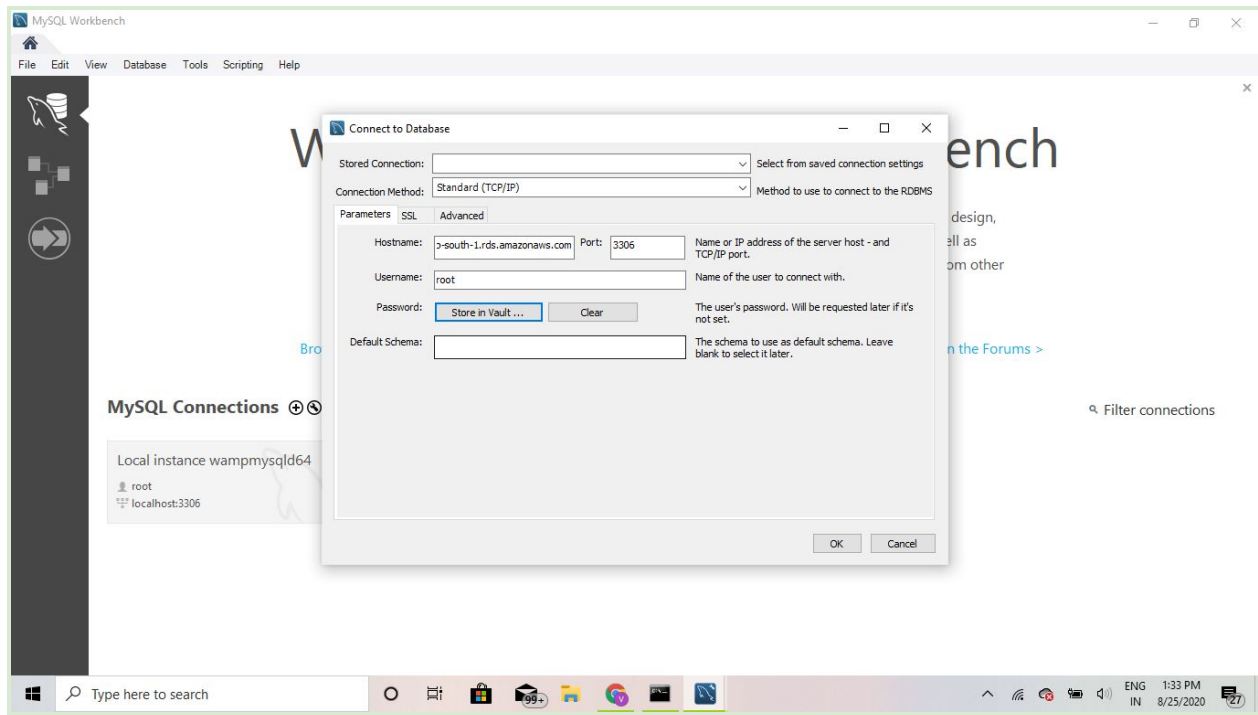 MySQL Workbench
File Edit View Database Tools Scripting Help
Connect to Database
W
ench
Stored Connection:
Select from saved connection settings
Connection Method: Standard (TCP/IP)
Method to use to connect to the RDBMS
Parameters SSL Advanced
design,
Hostname: -south-1.rds.amazonaws.com Port: 3306
Name or IP address of the server host - and
TCP/IP port.
ell as
om other
Username: root
Name of the user to connect with.
Password: Store in Vault ... Clear
The user's password. Will be requested later if it's
not set.
Default Schema:
The schema to use as default schema. Leave
blank to select it later.
Bro
n the Forums >
MySQL Connections
Filter connections
Local instance wampmysqld64
root
localhost:3306
OK Cancel
Type here to search
99+
V
ENG
IN
1:33 PM
8/25/2020
27